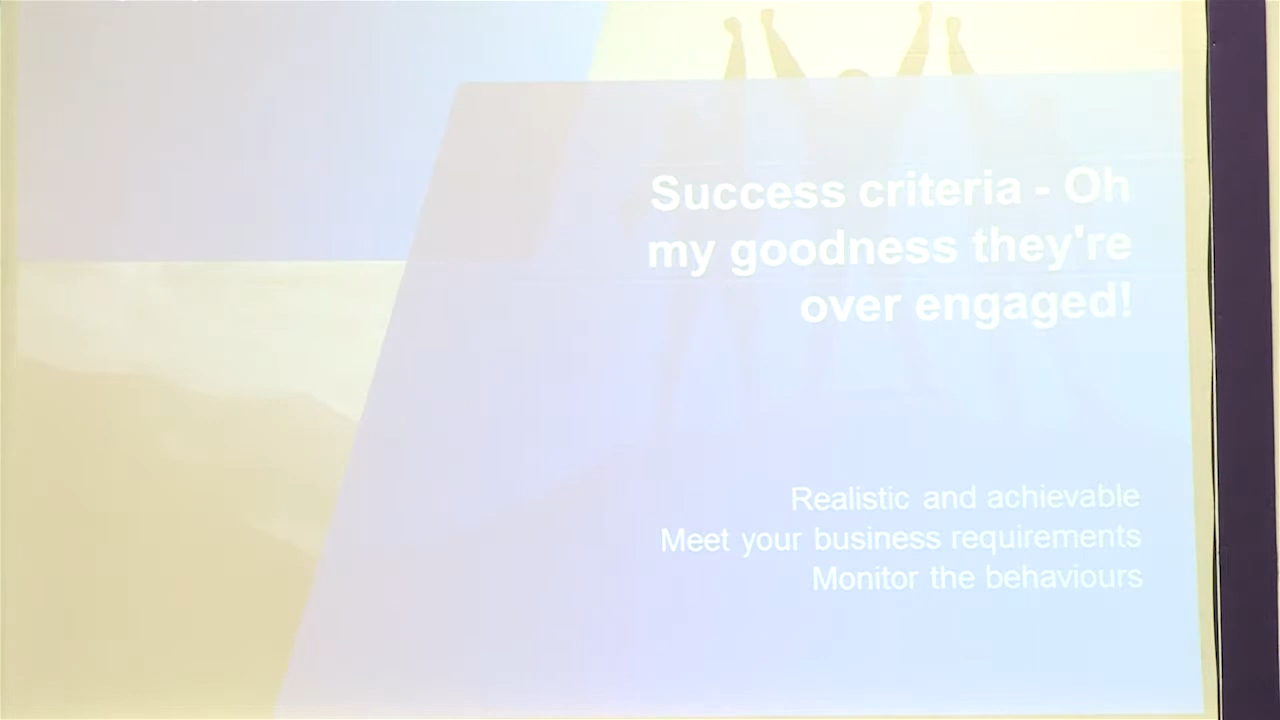 Success criteria - Oh
my goodness they're
over engaged!
Realistic and achievable
Meet your business requirements
Monitor the behaviours